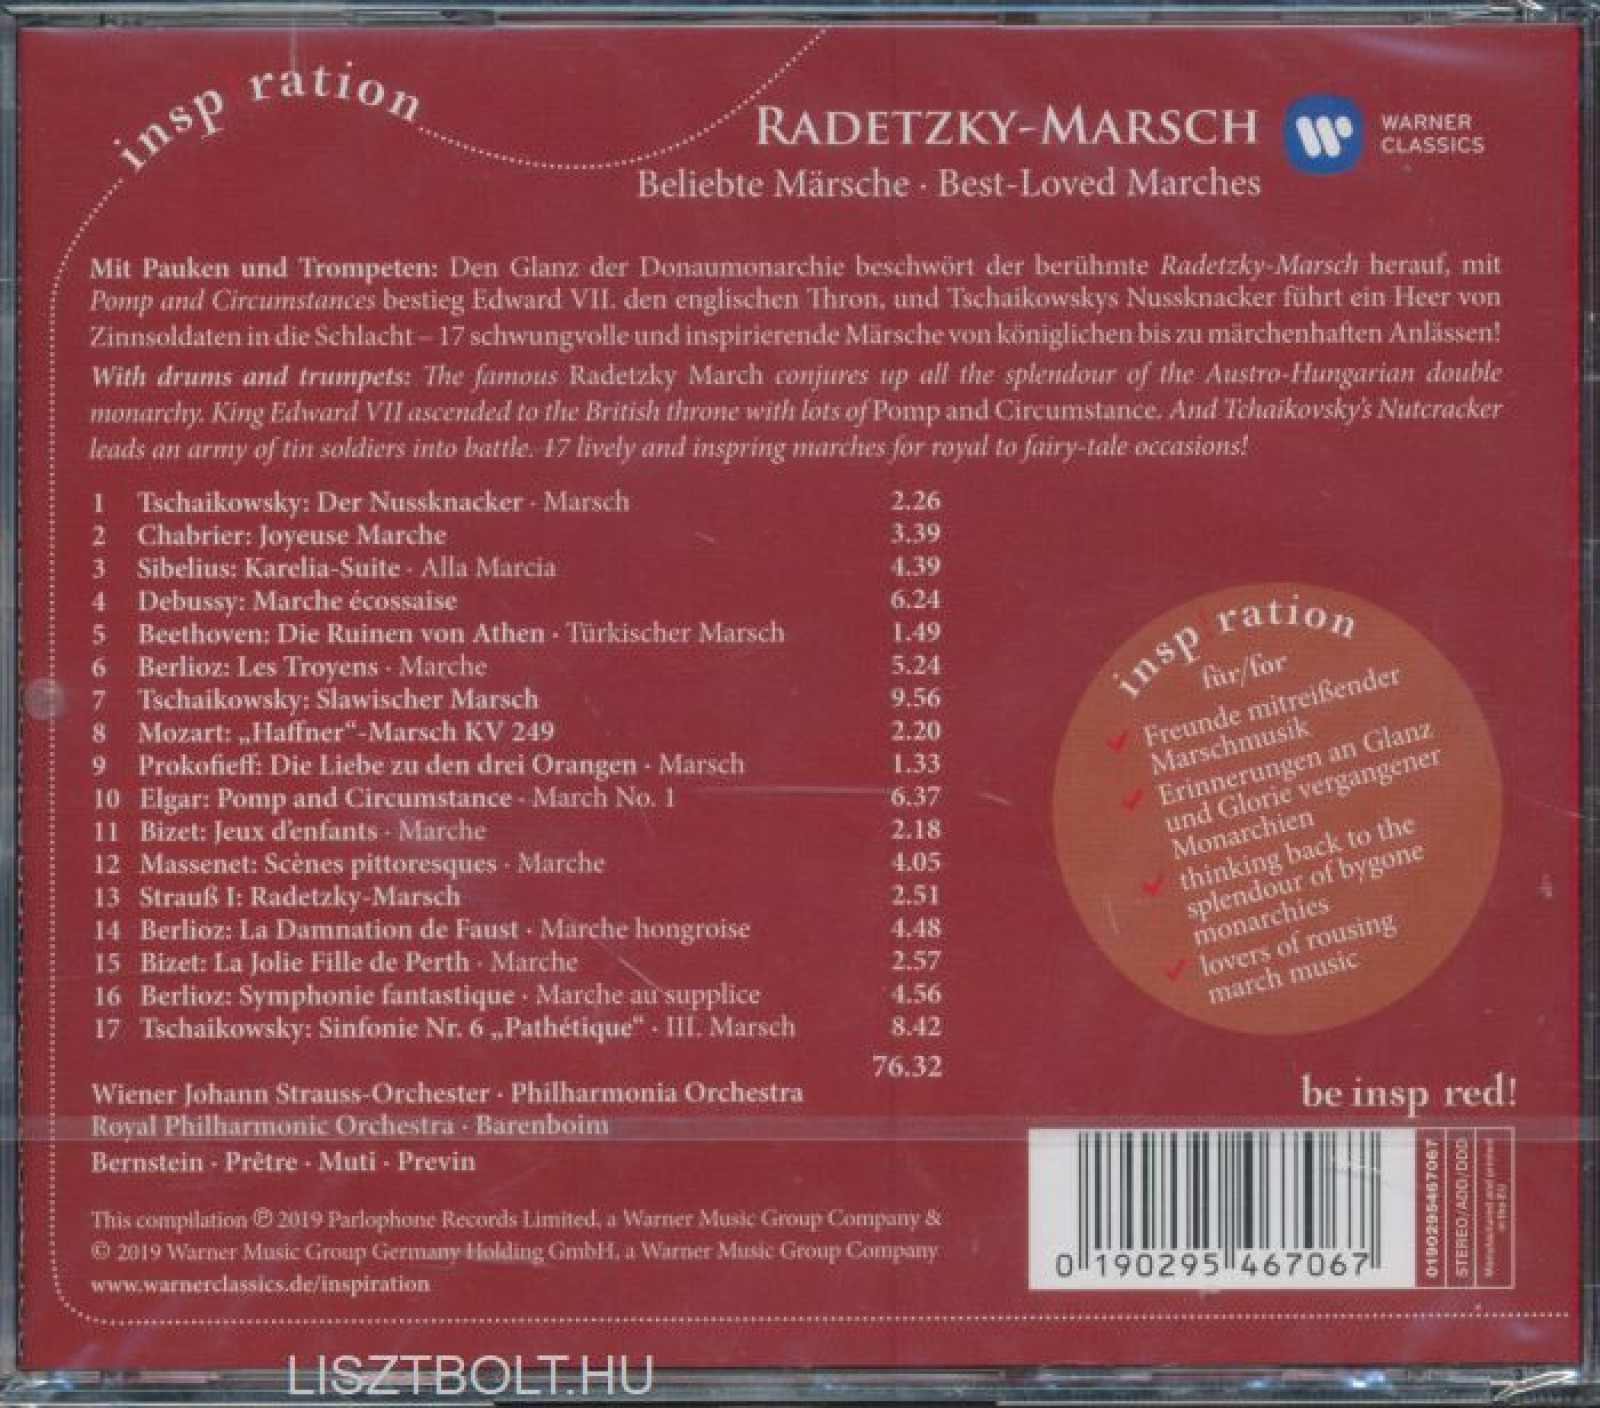 insp!ration
RADETZKY-MARSCH
WARNER
CLASSICS
Beliebte Märsche · Best-Loved Marches
Mit Pauken und Trompeten: Den Glanz der Donaumonarchie beschwört der berühmte Radetzky-Marsch herauf, mit
Pomp and Circumstances bestieg Edward VII. den englischen Thron, und Tschaikowskys Nussknacker führt ein Heer von
Zinnsoldaten in die Schlacht – 17 schwungvolle und inspirierende Märsche von königlichen bis zu märchenhaften Anlässen!
With drums and trumpets: The famous Radetzky March conjures up all the splendour of the Austro-Hungarian double
monarchy. King Edward VII ascended to the British throne with lots of Pomp and Circumstance. And Tchaikovsky's Nutcracker
leads an army of tin soldiers into battle. 17 lively and inspring marches for royal to fairy-tale occasions!
1 Tschaikowsky: Der Nussknacker · Marsch 2.26
2 Chabrier: Joyeuse Marche 3.39
3 Sibelius: Karelia-Suite · Alla Marcia 4.39
4 Debussy: Marche écossaise 6.24
5 Beethoven: Die Ruinen von Athen · Türkischer Marsch 1.49
6 Berlioz: Les Troyens · Marche 5.24
7 Tschaikowsky: Slawischer Marsch 9.56
8 Mozart: „Haffner“-Marsch KV 249 2.20
9 Prokofieff: Die Liebe zu den drei Orangen · Marsch 1.33
10 Elgar: Pomp and Circumstance · March No. 1 6.37
11 Bizet: Jeux d'enfants · Marche 2.18
12 Massenet: Scènes pittoresques · Marche 4.05
13 Strauß I: Radetzky-Marsch 2.51
14 Berlioz: La Damnation de Faust · Marche hongroise 4.48
15 Bizet: La Jolie Fille de Perth · Marche 2.57
16 Berlioz: Symphonie fantastique · Marche au supplice 4.56
17 Tschaikowsky: Sinfonie Nr. 6 „Pathétique“ · III. Marsch 8.42
76.32
insp!ration
für/for
Freunde mitreißender
Marschmusik
Erinnerungen an Glanz
und Glorie vergangener
Monarchien
thinking back to the
splendour of bygone
monarchies
lovers of rousing
march music
be insp red!
Wiener Johann Strauss-Orchester · Philharmonia Orchestra
Royal Philharmonic Orchestra · Barenboim
Bernstein · Prêtre · Muti · Previn
This compilation ℗ 2019 Parlophone Records Limited, a Warner Music Group Company &
© 2019 Warner Music Group Germany Holding GmbH, a Warner Music Group Company
www.warnerclassics.de/inspiration
0 190295 467067
0190295467067
STEREO/ADD/DDD
Manufactured and printed
in the EU
LISZTBOLT.HU